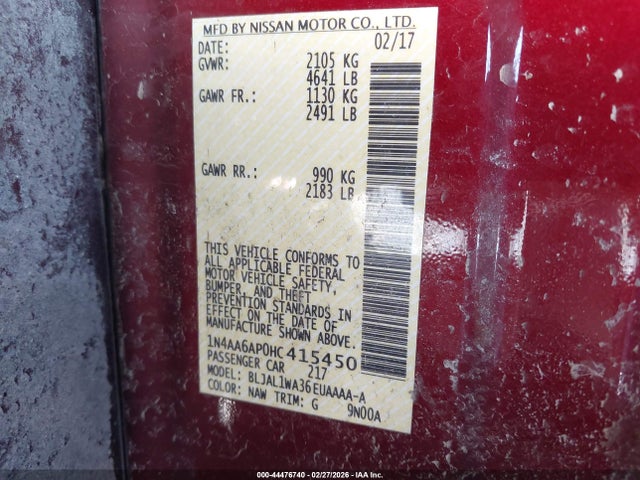 MFD BY NISSAN MOTOR CO., LTD.
DATE: 02/17
GVWR: 2105 KG
4641 LB
GAWR FR.: 1130 KG
2491 LB
GAWR RR.: 990 KG
2183 LB
THIS VEHICLE CONFORMS TO
ALL APPLICABLE FEDERAL
MOTOR VEHICLE SAFETY,
BUMPER, AND THEFT
PREVENTION STANDARDS IN
EFFECT ON THE DATE OF
MANUFACTURE SHOWN ABOVE.
1N4AA6AP0HC415450
PASSENGER CAR 217
MODEL: BLJAL1WA36EUAAAA-A
COLOR: NAW TRIM: G 9N00A
000-44476740 - 02/27/2026 - IAA Inc.